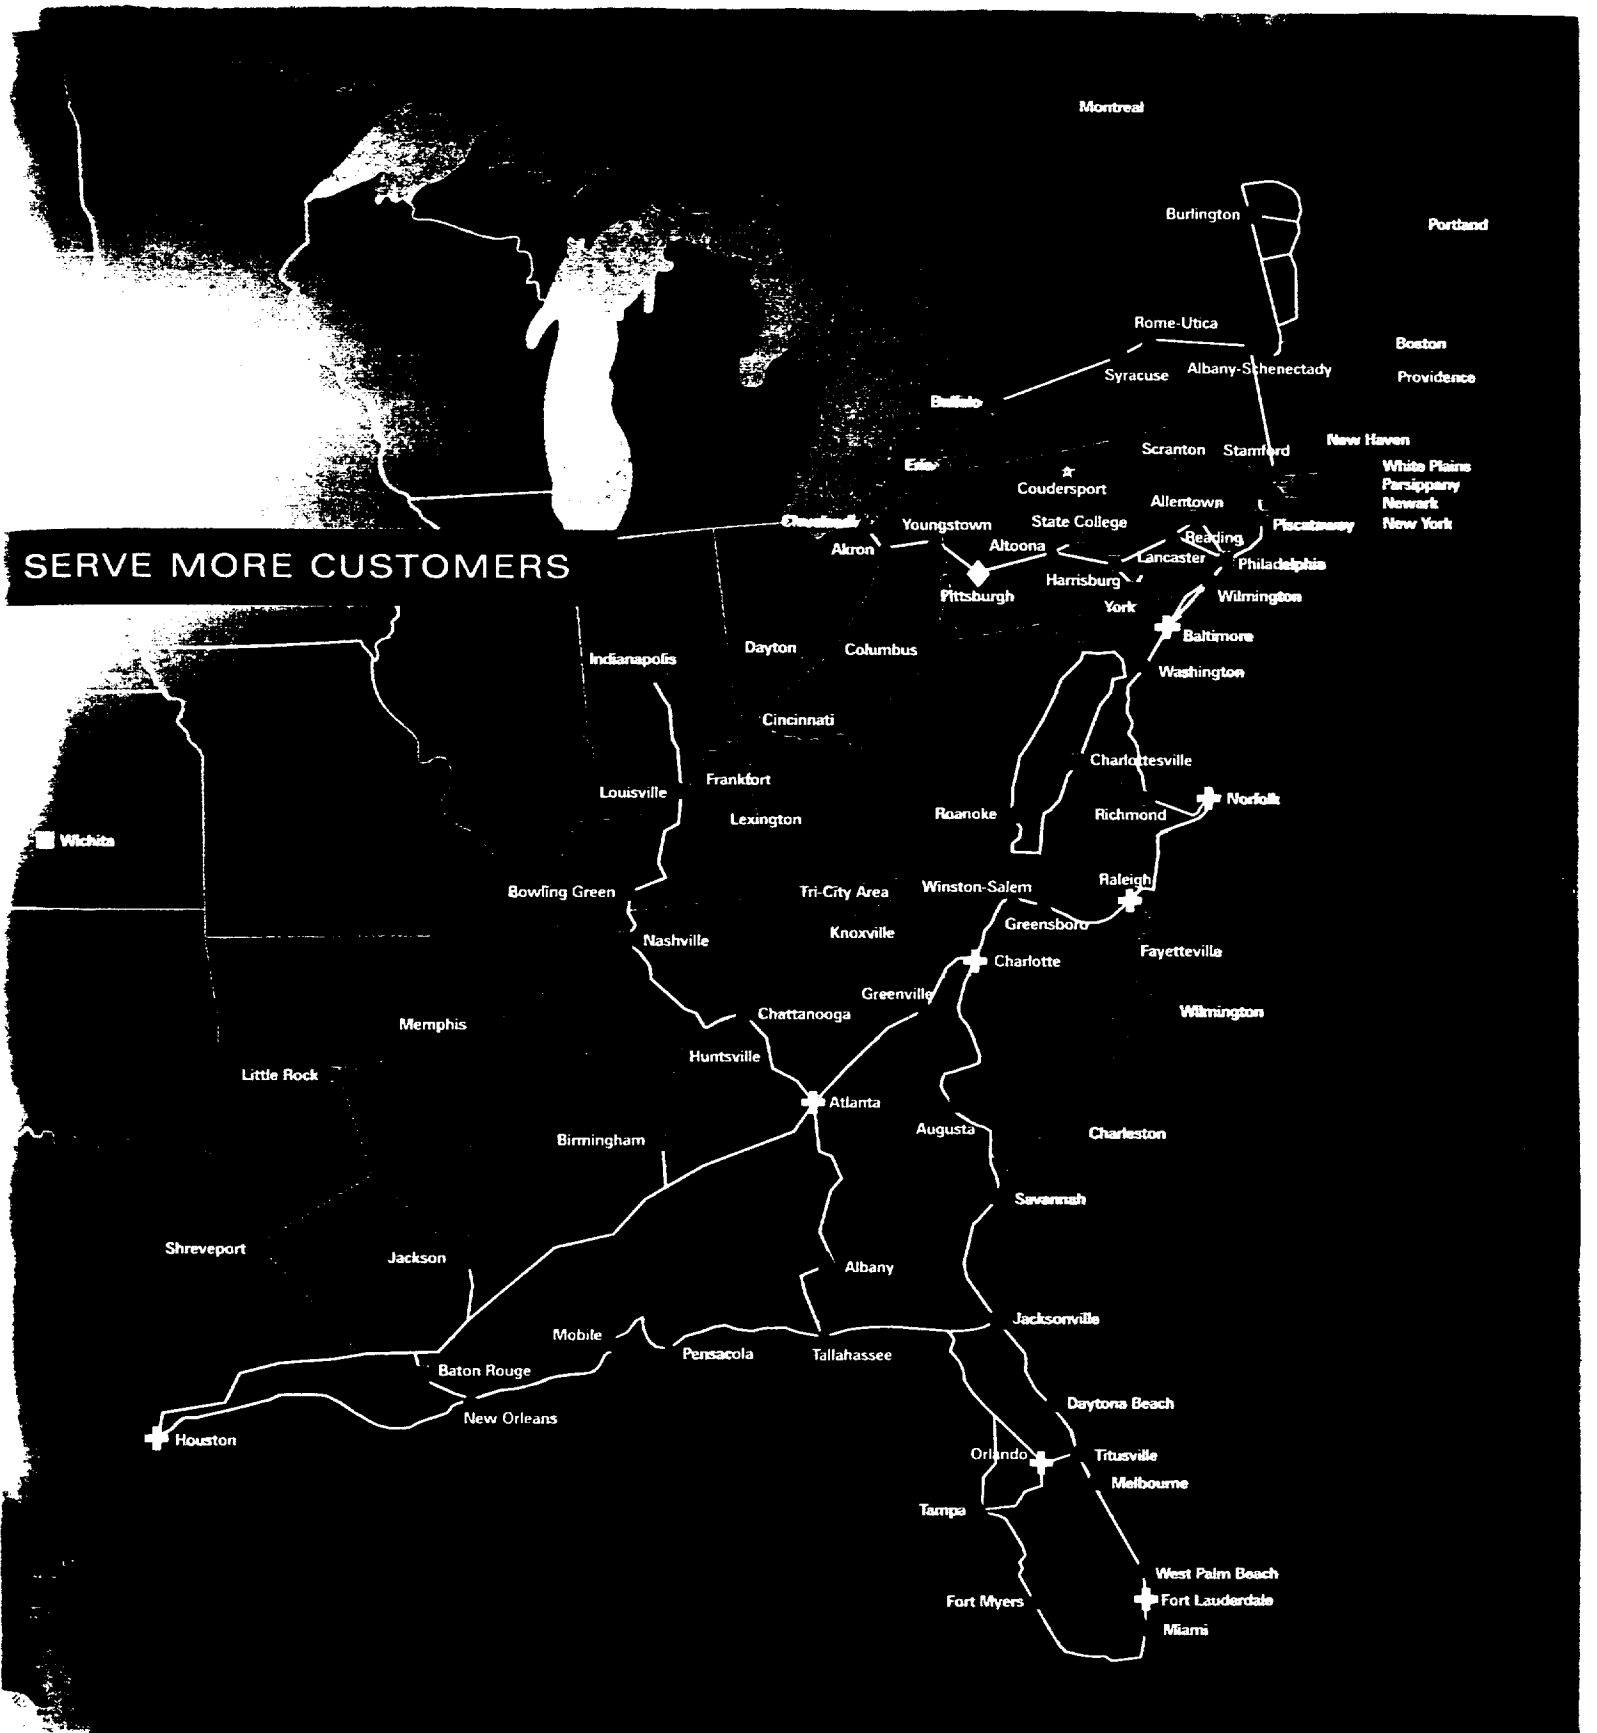 Montreal
Burlington
Portland
Rome-Utica
Boston
Syracuse
Albany-Schenectady
Providence
Buffalo
New Haven
Scranton
Stamford
Erie
White Plains
Coudersport
Parsippany
Allentown
Newark
Cleveland
Youngstown
State College
Piscataway
New York
Akron
Altoona
Reading
Lancaster
Philadelphia
SERVE MORE CUSTOMERS
Harrisburg
Pittsburgh
Wilmington
York
Baltimore
Dayton
Columbus
Indianapolis
Washington
Cincinnati
Charlottesville
Frankfort
Louisville
Norfolk
Roanoke
Richmond
Lexington
Wichita
Raleigh
Winston-Salem
Bowling Green
Tri-City Area
Greensboro
Knoxville
Nashville
Fayetteville
Charlotte
Greenville
Wilmington
Chattanooga
Memphis
Huntsville
Little Rock
Atlanta
Augusta
Charleston
Birmingham
Savannah
Shreveport
Jackson
Albany
Jacksonville
Mobile
Pensacola
Tallahassee
Baton Rouge
Daytona Beach
New Orleans
Houston
Orlando
Titusville
Melbourne
Tampa
West Palm Beach
Fort Myers
Fort Lauderdale
Miami